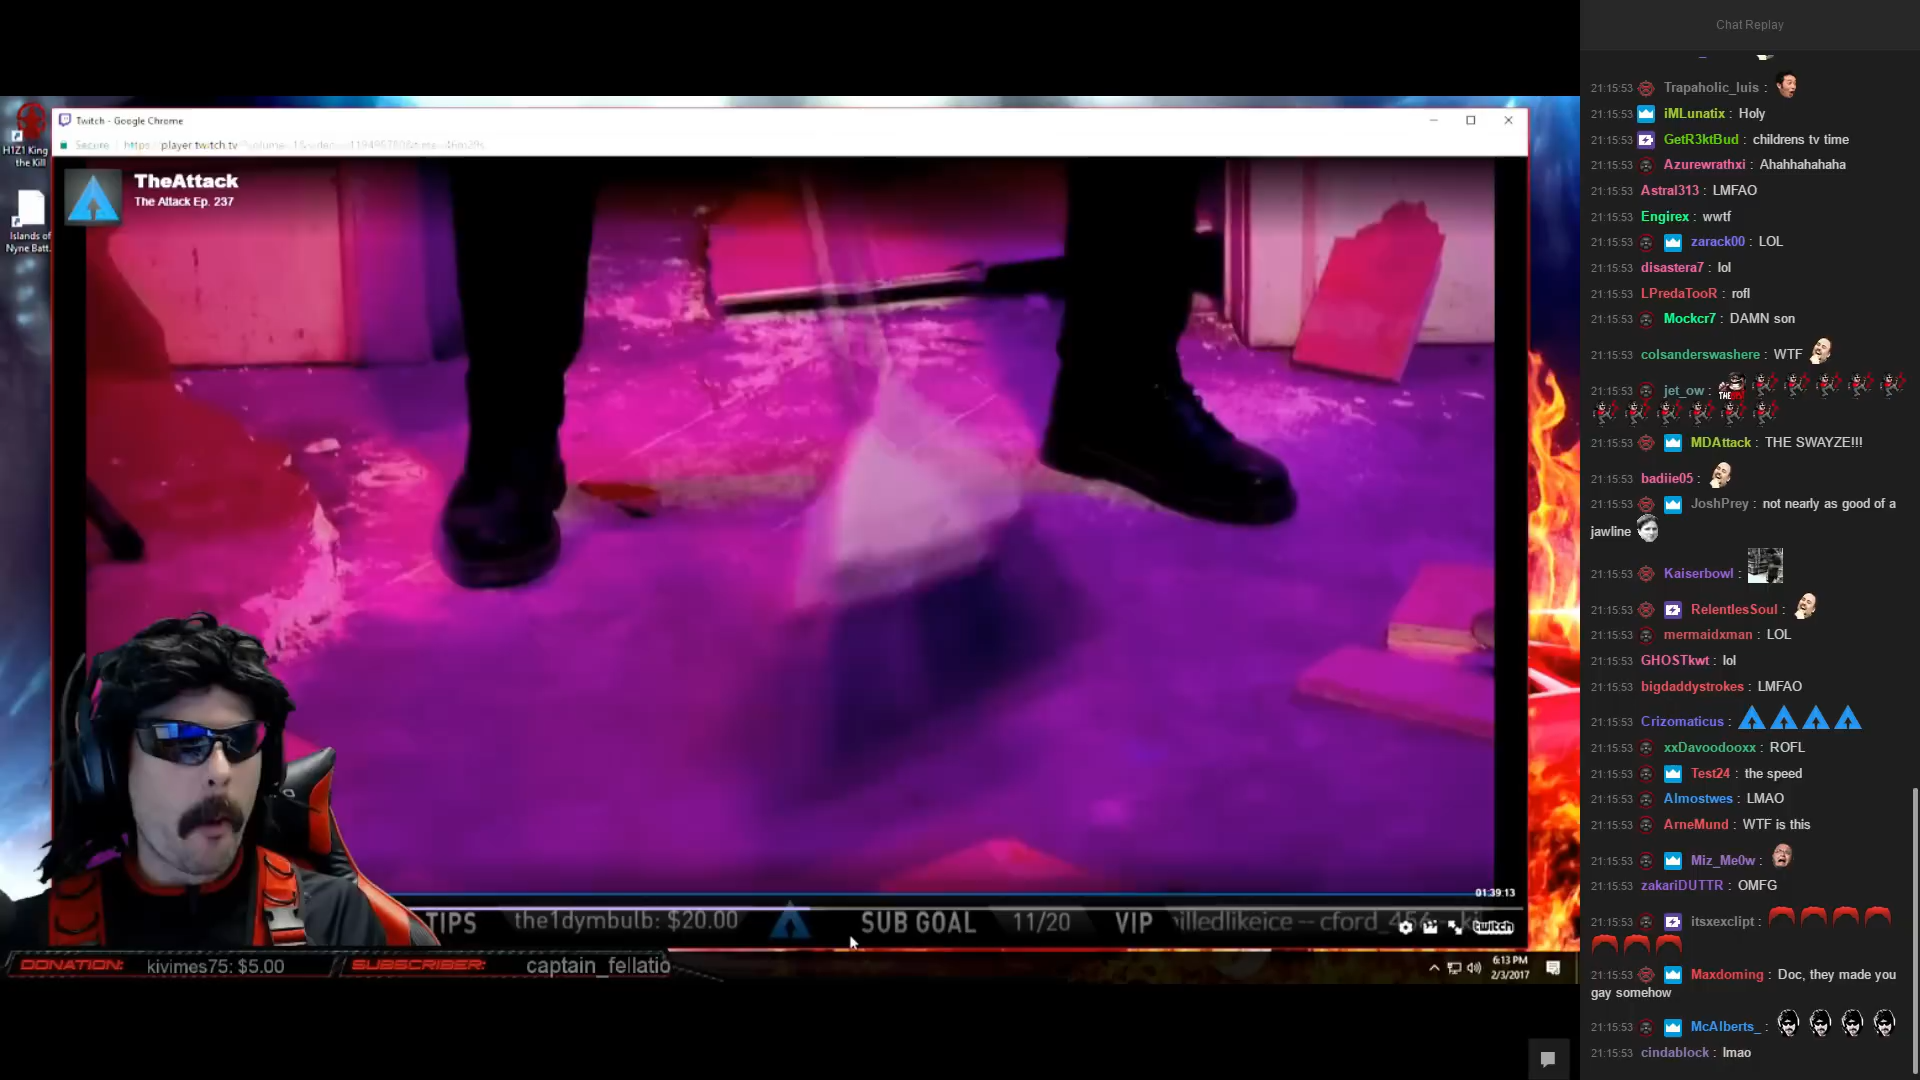 Chat Replay
H1Z1 King
the Kill
Islands of
Nyne Batt...
Twitch - Google Chrome
Secure
https
player.twitch.tv
TheAttack
The Attack Ep. 237
01:39:13
TIPS the1dymbulb: $20.00 SUB GOAL 11/20 VIP illedlikeice -- cford_456 -- ki
twitch
DONATION: kivimes75: $5.00 SUBSCRIBER: captain_fellatio
6:13 PM
2/3/2017
21:15:53 Trapaholic_luis :
21:15:53 iMLunatix : Holy
21:15:53 GetR3ktBud : childrens tv time
21:15:53 Azurewrathxi : Ahahhahahaha
21:15:53 Astral313 : LMFAO
21:15:53 Engirex : wwtf
21:15:53 zarack00 : LOL
21:15:53 disastera7 : lol
21:15:53 LPredaTooR : rofl
21:15:53 Mockcr7 : DAMN son
21:15:53 colsanderswashere : WTF
21:15:53 jet_ow :
21:15:53 MDAttack : THE SWAYZE!!!
21:15:53 badiie05 :
21:15:53 JoshPrey : not nearly as good of a
jawline
21:15:53 Kaiserbowl :
21:15:53 RelentlesSoul :
21:15:53 mermaidxman : LOL
21:15:53 GHOSTkwt : lol
21:15:53 bigdaddystrokes : LMFAO
21:15:53 Crizomaticus :
21:15:53 xxDavoodooxx : ROFL
21:15:53 Test24 : the speed
21:15:53 Almostwes : LMAO
21:15:53 ArneMund : WTF is this
21:15:53 Miz_Me0w :
21:15:53 zakariDUTTR : OMFG
21:15:53 itsxexclipt :
21:15:53 Maxdoming : Doc, they made you
gay somehow
21:15:53 McAlberts_ :
21:15:53 cindablock : lmao